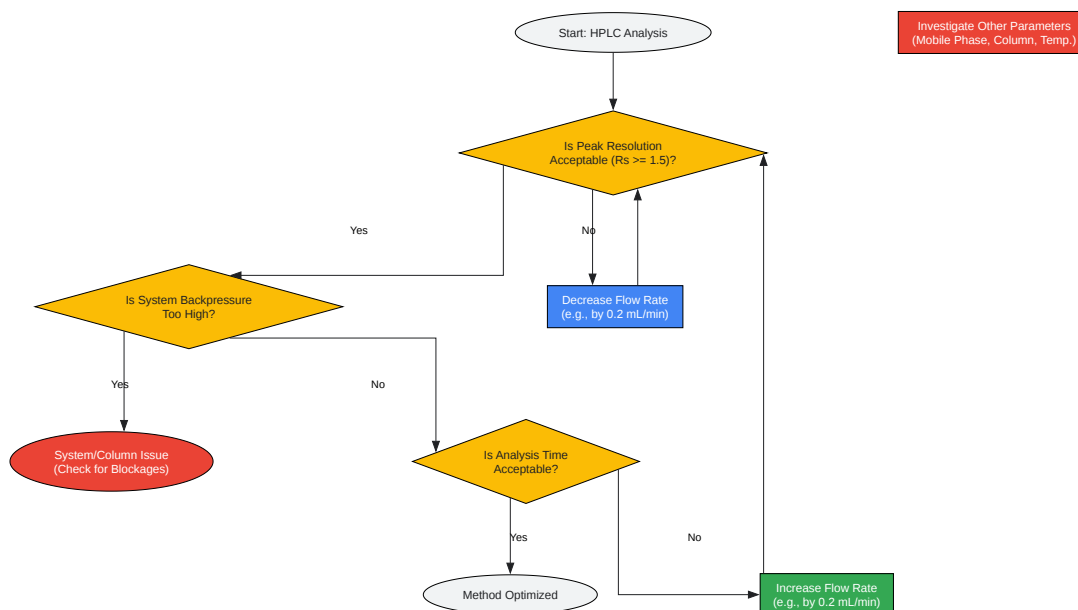 Start: HPLC Analysis
Investigate Other Parameters
(Mobile Phase, Column, Temp.)
Is Peak Resolution
Acceptable (Rs >= 1.5)?
Yes
No
Is System Backpressure
Too High?
Decrease Flow Rate
(e.g., by 0.2 mL/min)
Yes
No
System/Column Issue
(Check for Blockages)
Is Analysis Time
Acceptable?
Yes
No
Method Optimized
Increase Flow Rate
(e.g., by 0.2 mL/min)